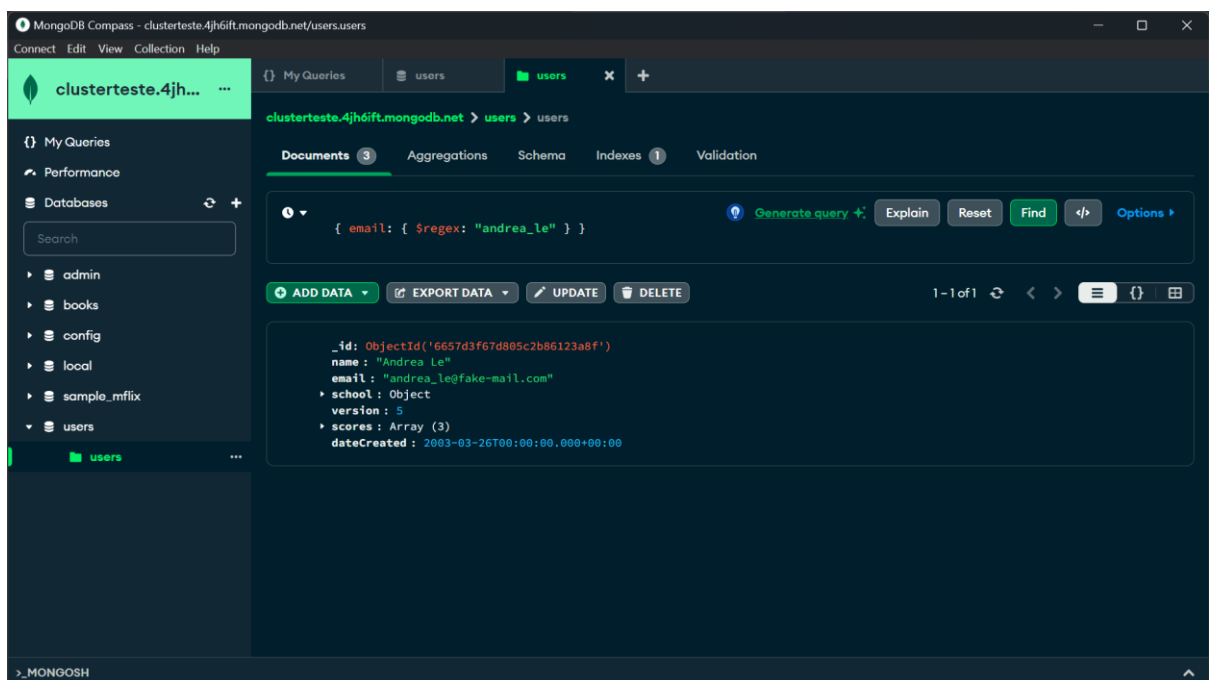 MongoDB Compass - clusterteste.4jh6ift.mongodb.net/users.users
Connect Edit View Collection Help
clusterteste.4jh... ...
{} My Queries
Performance
Databases
Search
admin
books
config
local
sample_mflix
users
users ...
{} My Queries users users × +
clusterteste.4jh6ift.mongodb.net > users > users
Documents 3 Aggregations Schema Indexes 1 Validation
Generate query Explain Reset Find </> Options
{ email: { $regex: "andrea_le" } }
ADD DATA EXPORT DATA UPDATE DELETE 1-1 of 1 {}
_id: ObjectId('6657d3f67d805c2b86123a8f')
name : "Andrea Le"
email : "andrea_le@fake-mail.com"
school : Object
version : 5
scores : Array (3)
dateCreated : 2003-03-26T00:00:00.000+00:00
>_MONGOSH